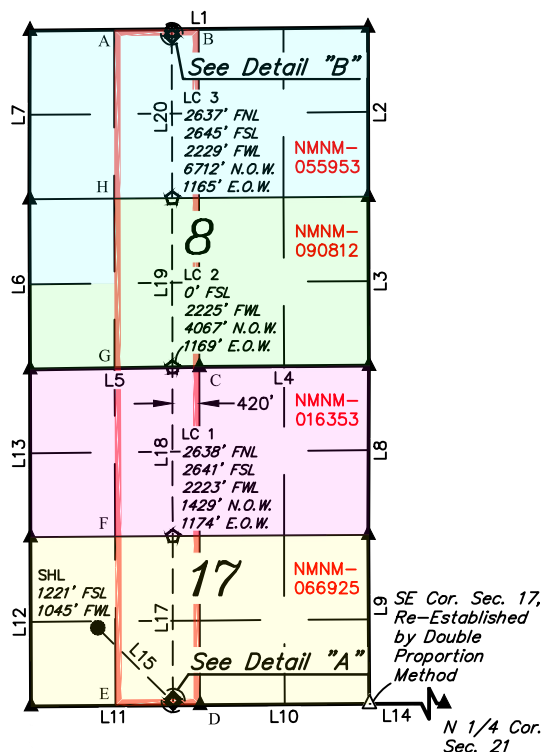 L1
A
B
See Detail "B"
L7
L20
LC 3
2637' FNL
2645' FSL
2229' FWL
6712' N.O.W.
1165' E.O.W.
L2
NMNM-
055953
H
8
NMNM-
090812
L6
L19
LC 2
0' FSL
2225' FWL
4067' N.O.W.
1169' E.O.W.
L3
G
L5
C
L4
420'
NMNM-
016353
L13
L18
LC 1
2638' FNL
2641' FSL
2223' FWL
1429' N.O.W.
1174' E.O.W.
L8
F
17
NMNM-
066925
SHL
1221' FSL
1045' FWL
L12
L15
L17
L9
SE Cor. Sec. 17,
Re-Established
by Double
Proportion
Method
See Detail "A"
E
L11
D
L10
L14
N 1/4 Cor.
Sec. 21